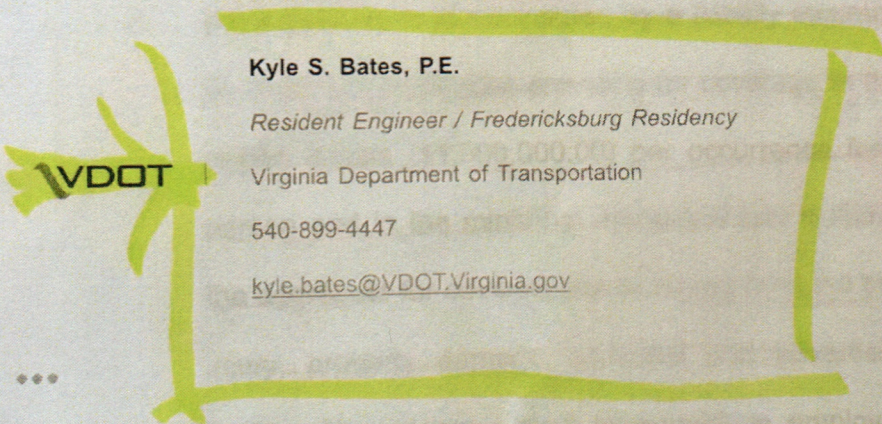 Kyle S. Bates, P.E.
Resident Engineer / Fredericksburg Residency
VDOT
Virginia Department of Transportation
540-899-4447
kyle.bates@VDOT.Virginia.gov